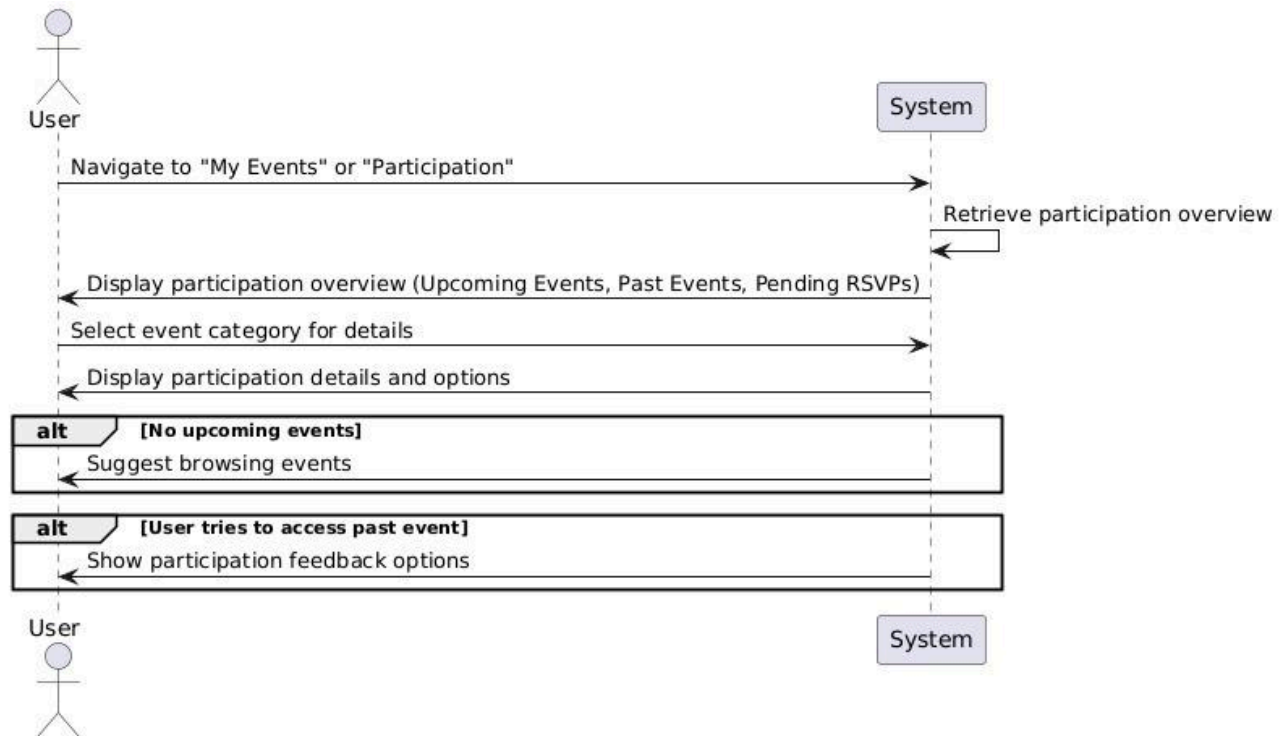 User
System
Navigate to "My Events" or "Participation"
Retrieve participation overview
Display participation overview (Upcoming Events, Past Events, Pending RSVPs)
Select event category for details
Display participation details and options
alt [No upcoming events]
Suggest browsing events
alt [User tries to access past event]
Show participation feedback options
User
System